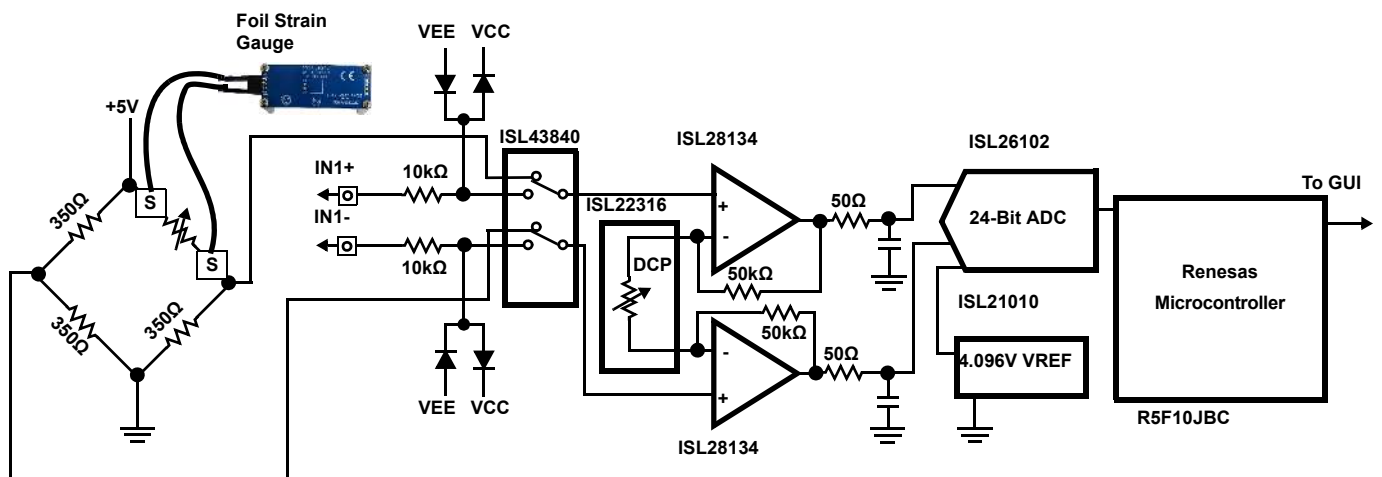 Foil Strain
Gauge
VEE
VCC
+5V
ISL43840
ISL28134
ISL26102
IN1+
10kΩ
To GUI
350Ω
S
IN1-
ISL22316
50Ω
24-Bit ADC
10kΩ
S
DCP
50kΩ
Renesas
Microcontroller
350Ω
350Ω
ISL21010
50kΩ
50Ω
4.096V VREF
VEE
VCC
R5F10JBC
ISL28134
+
-
-
+